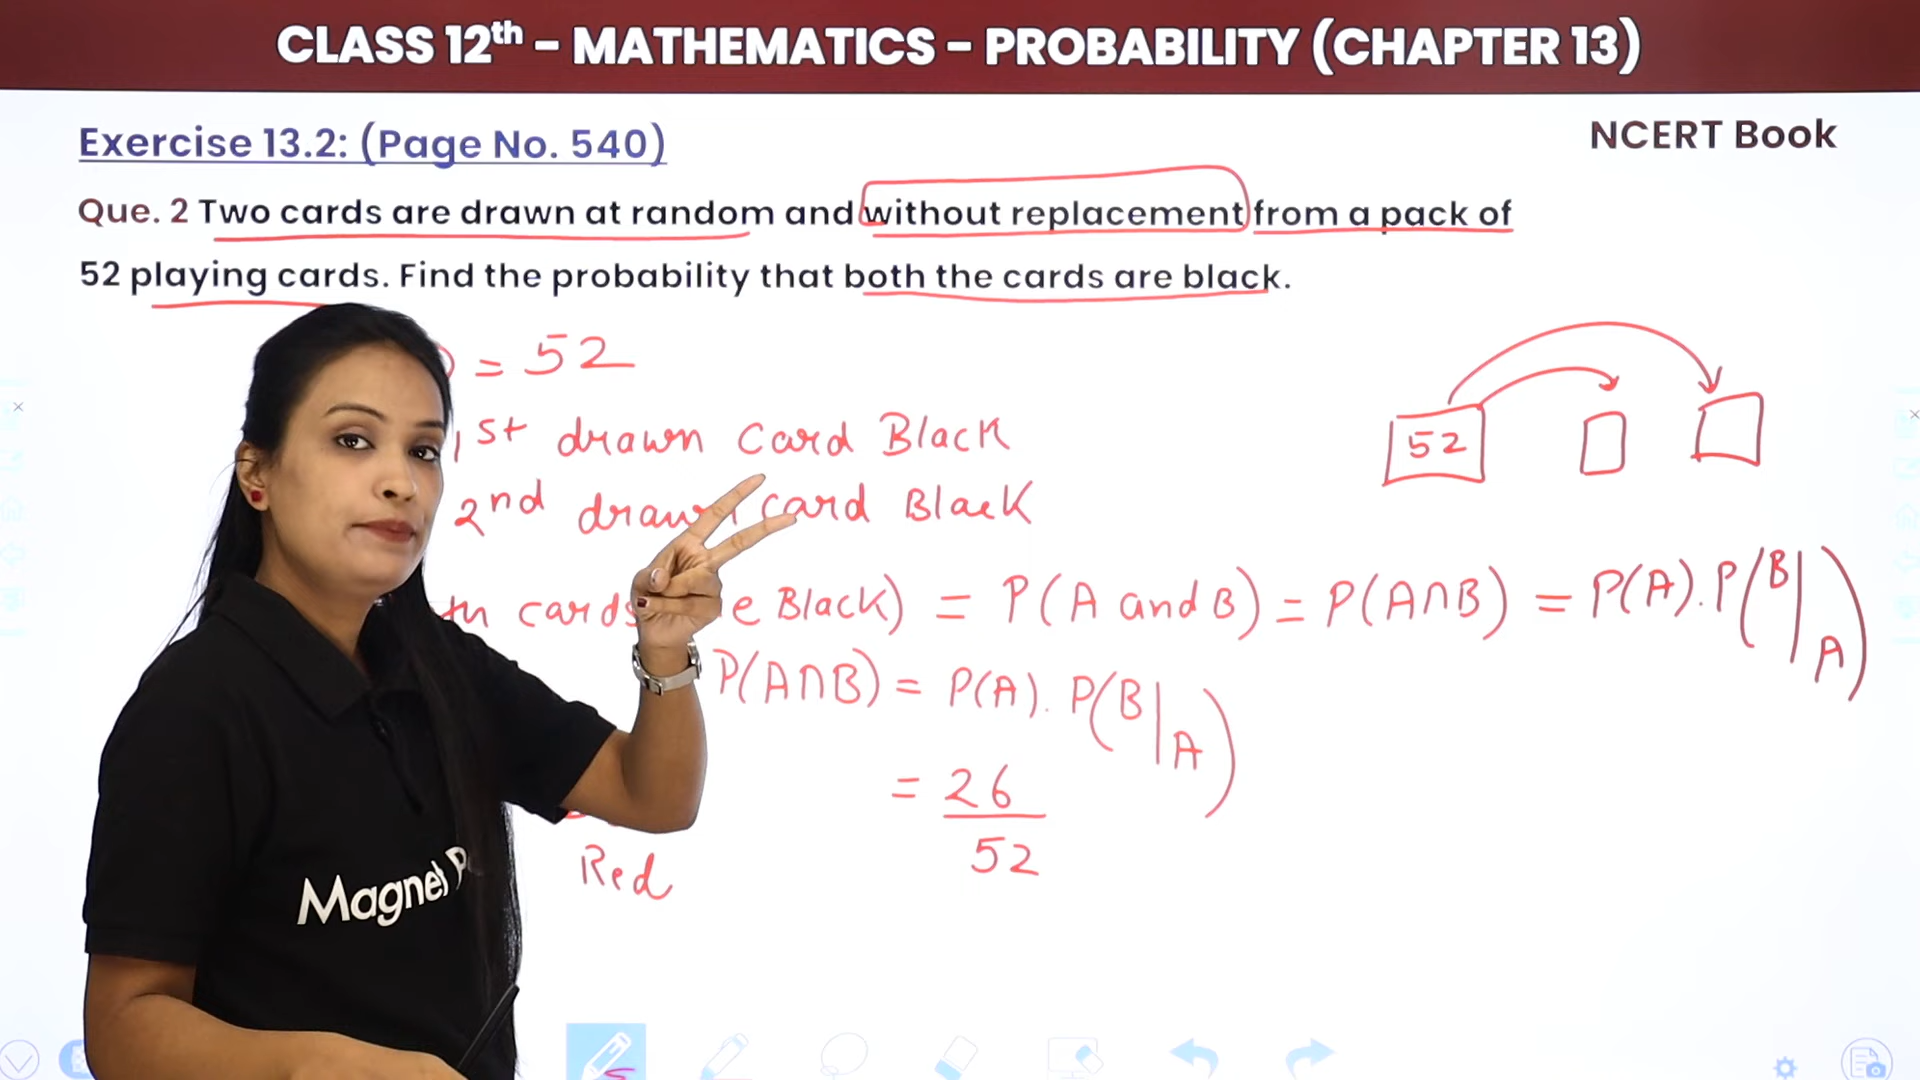 CLASS 12th - MATHEMATICS - PROBABILITY (CHAPTER 13)
Exercise 13.2: (Page No. 540)
NCERT Book
Que. 2 Two cards are drawn at random and without replacement from a pack of
52 playing cards. Find the probability that both the cards are black.
= 52
1st drawn card Black
52
2nd drawn card Black
cards e Black) = P(A and B) = P(A∩B) = P(A). P(B|A)
P(A∩B) = P(A). P(B|A)
= 26/52
Red
Magnet